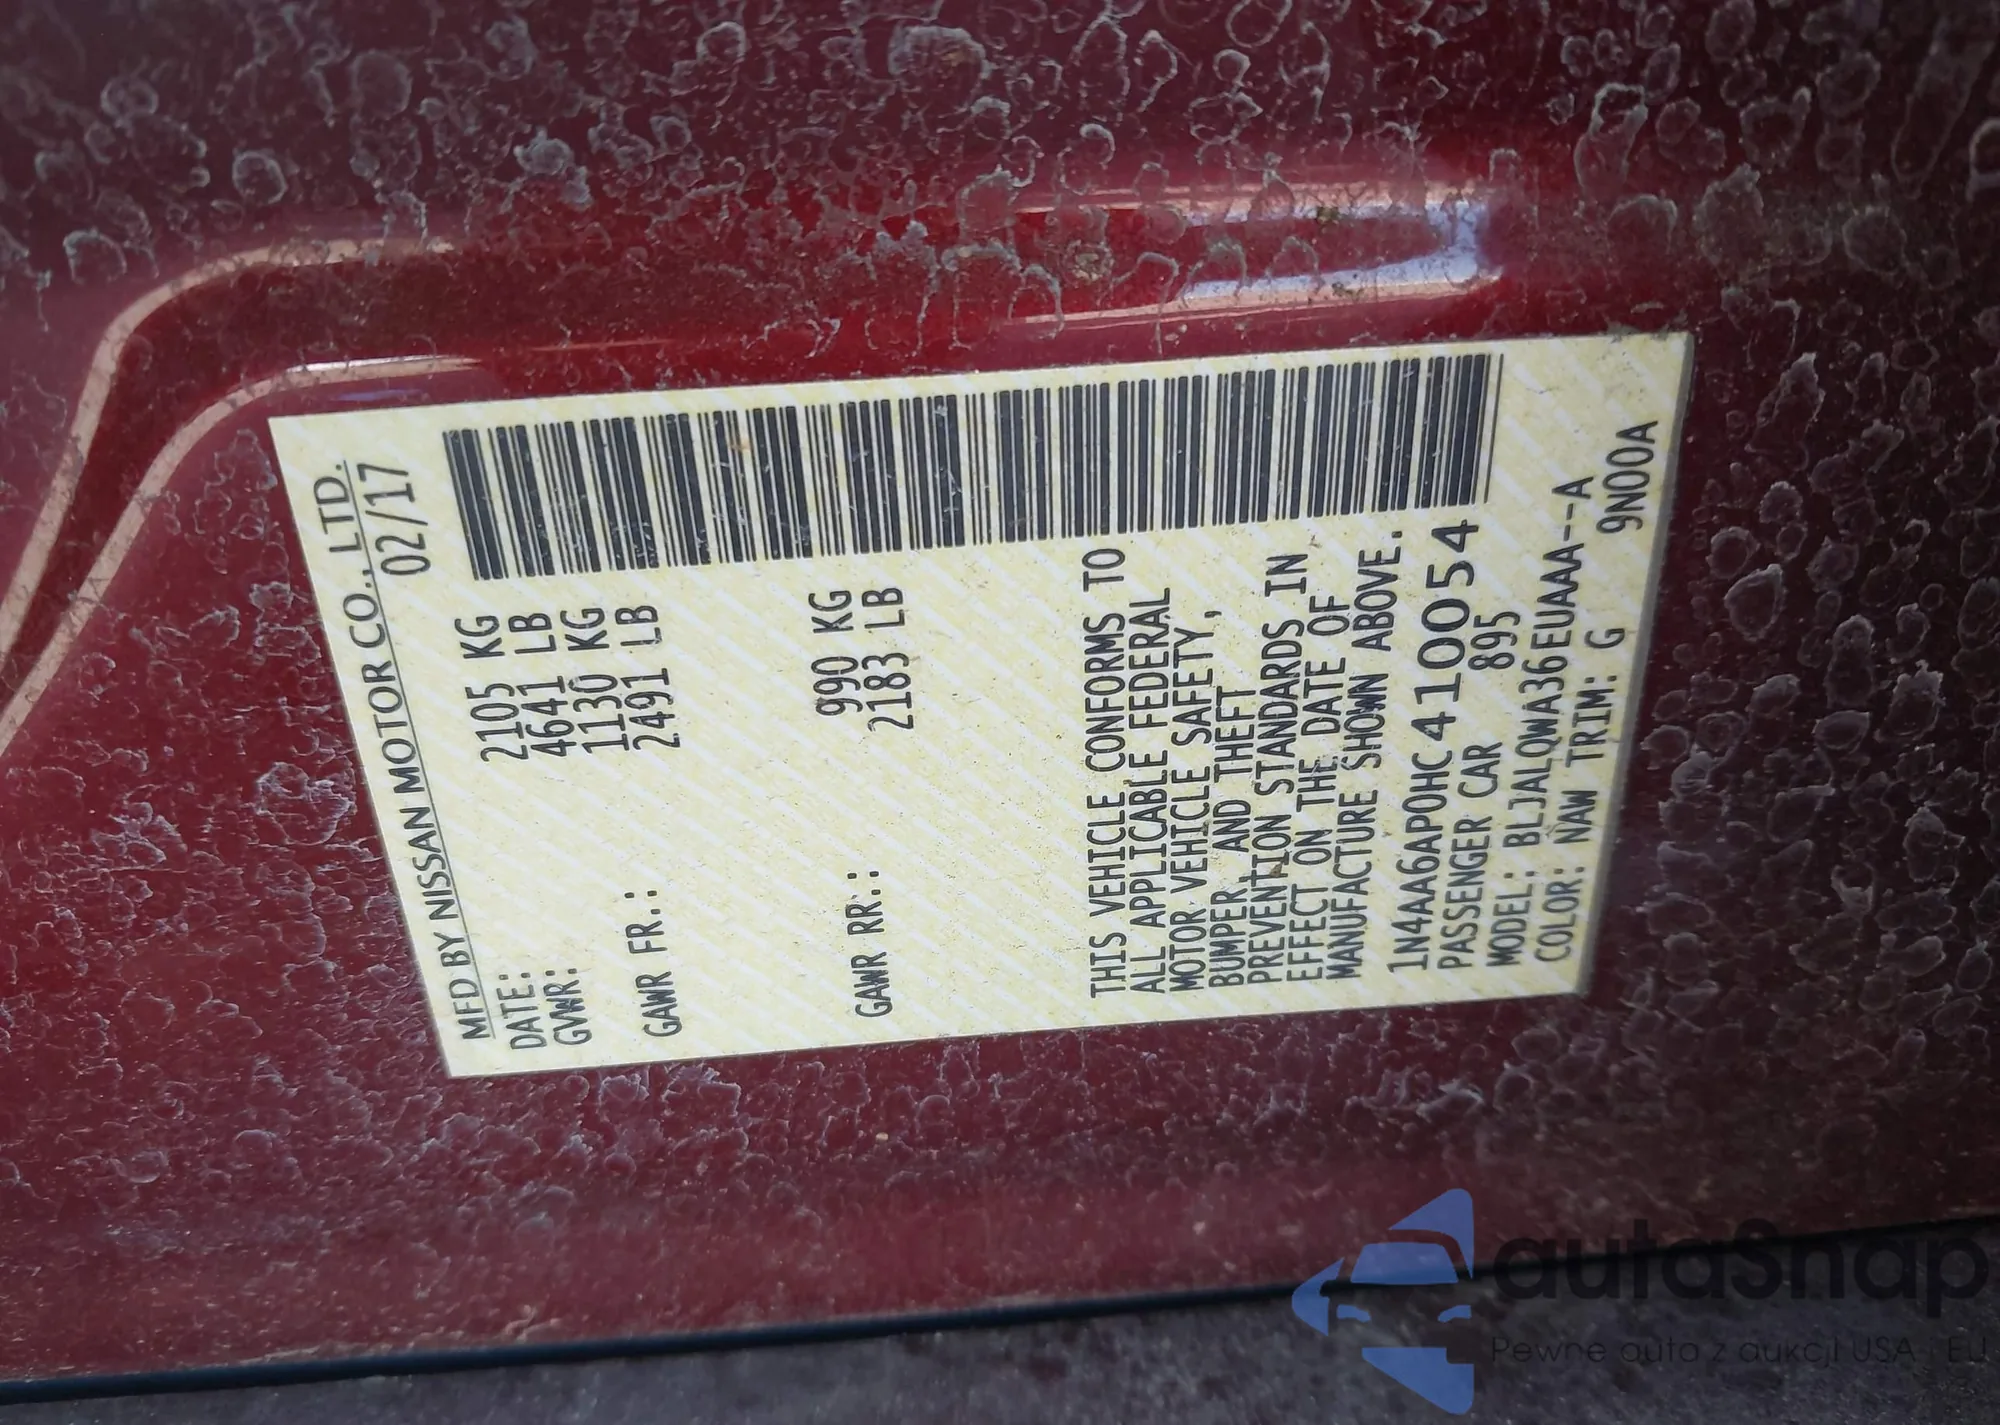 MFD BY NISSAN MOTOR CO., LTD.
DATE: 02/17
GVWR: 2105 KG
4641 LB
GAWR FR.: 1130 KG
2491 LB
GAWR RR.: 990 KG
2183 LB
THIS VEHICLE CONFORMS TO
ALL APPLICABLE FEDERAL
MOTOR VEHICLE SAFETY,
BUMPER, AND THEFT
PREVENTION STANDARDS IN
EFFECT ON THE DATE OF
MANUFACTURE SHOWN ABOVE.
1N4AA6AP0HC410054
PASSENGER CAR 895
MODEL: BLJALQWA36EUAAA--A
COLOR: NAW TRIM: G 9N00A
autaSnap
Pewne auta z aukcji USA i EU